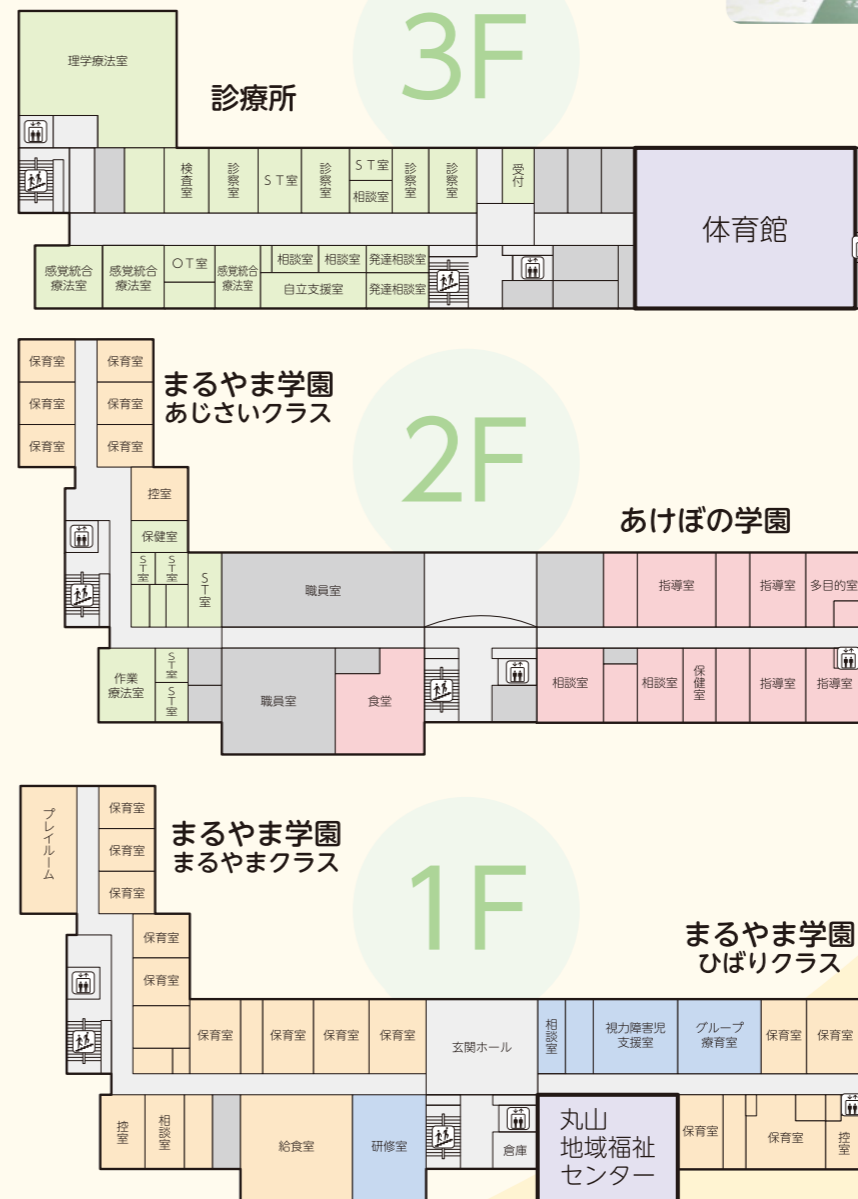 3F
理学療法室
診療所
検査室
診察室
ST室
診察室
ST室
相談室
診察室
診察室
受付
体育館
感覚統合
療法室
感覚統合
療法室
OT室
感覚統合
療法室
相談室
相談室
発達相談室
自立支援室
発達相談室
2F
保育室
保育室
保育室
保育室
保育室
保育室
まるやま学園
あじさいクラス
控室
保健室
ST室
ST室
ST室
職員室
あけぼの学園
指導室
指導室
多目的室
作業
療法室
ST室
ST室
職員室
食堂
相談室
相談室
保健室
指導室
指導室
1F
プレイルーム
保育室
保育室
保育室
まるやま学園
まるやまクラス
保育室
保育室
保育室
保育室
保育室
保育室
玄関ホール
まるやま学園
ひばりクラス
相談室
視力障害児
支援室
グループ
療育室
保育室
保育室
控室
相談室
給食室
研修室
倉庫
丸山
地域福祉
センター
保育室
保育室
控室